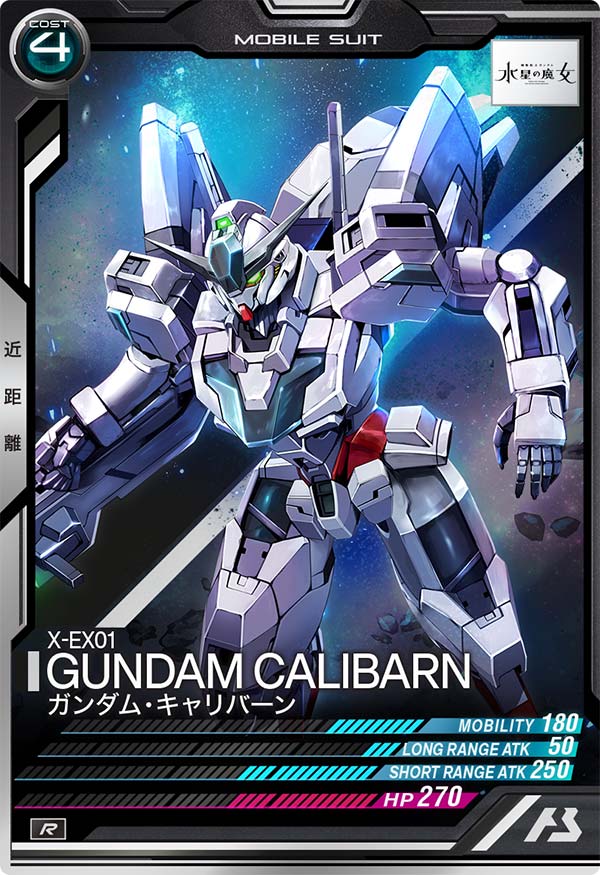 COST
4
MOBILE SUIT
水星の魔女
近距離
X-EX01
GUNDAM CALIBARN
ガンダム・キャリバーン
MOBILITY 180
LONG RANGE ATK 50
SHORT RANGE ATK 250
HP 270
R